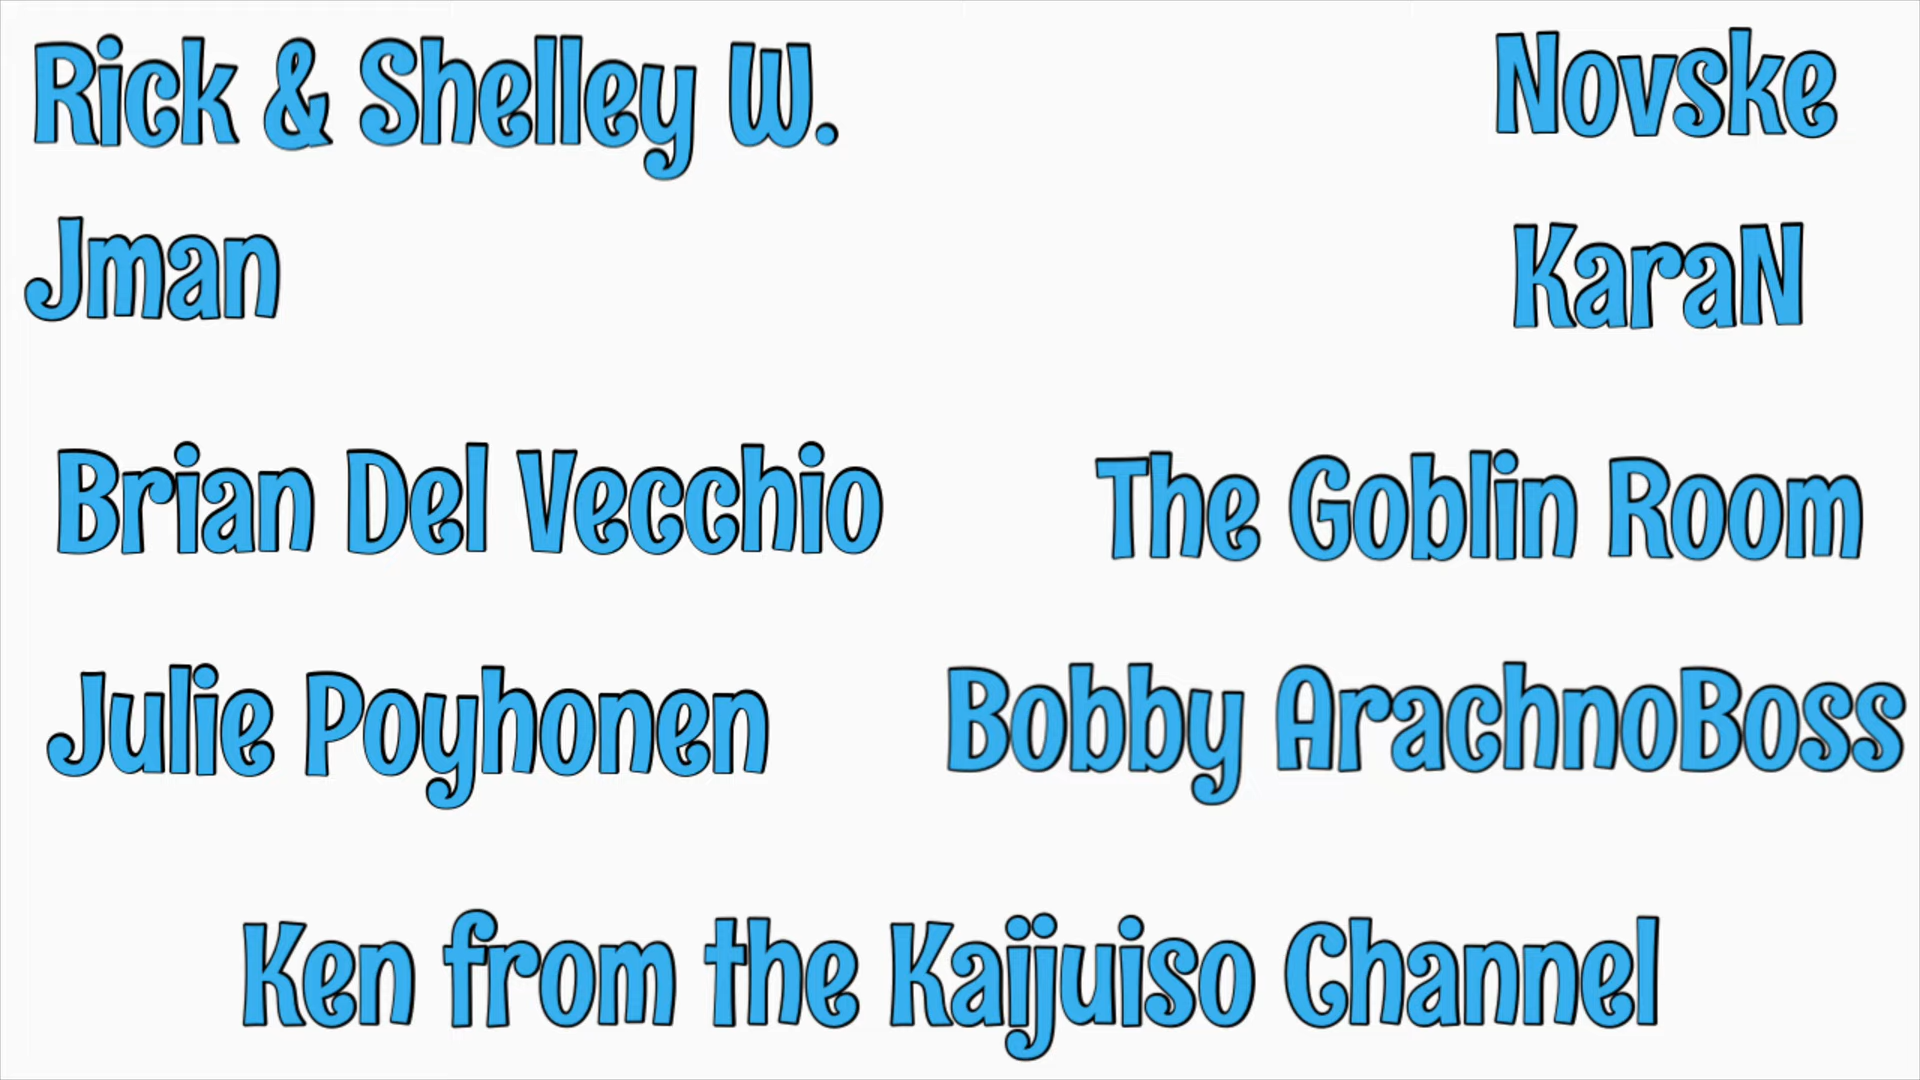 Rick & Shelley W.
Novske
Jman
KaraN
Brian Del Vecchio
The Goblin Room
Julie Poyhonen
Bobby ArachnoBoss
Ken from the Kaijuiso Channel